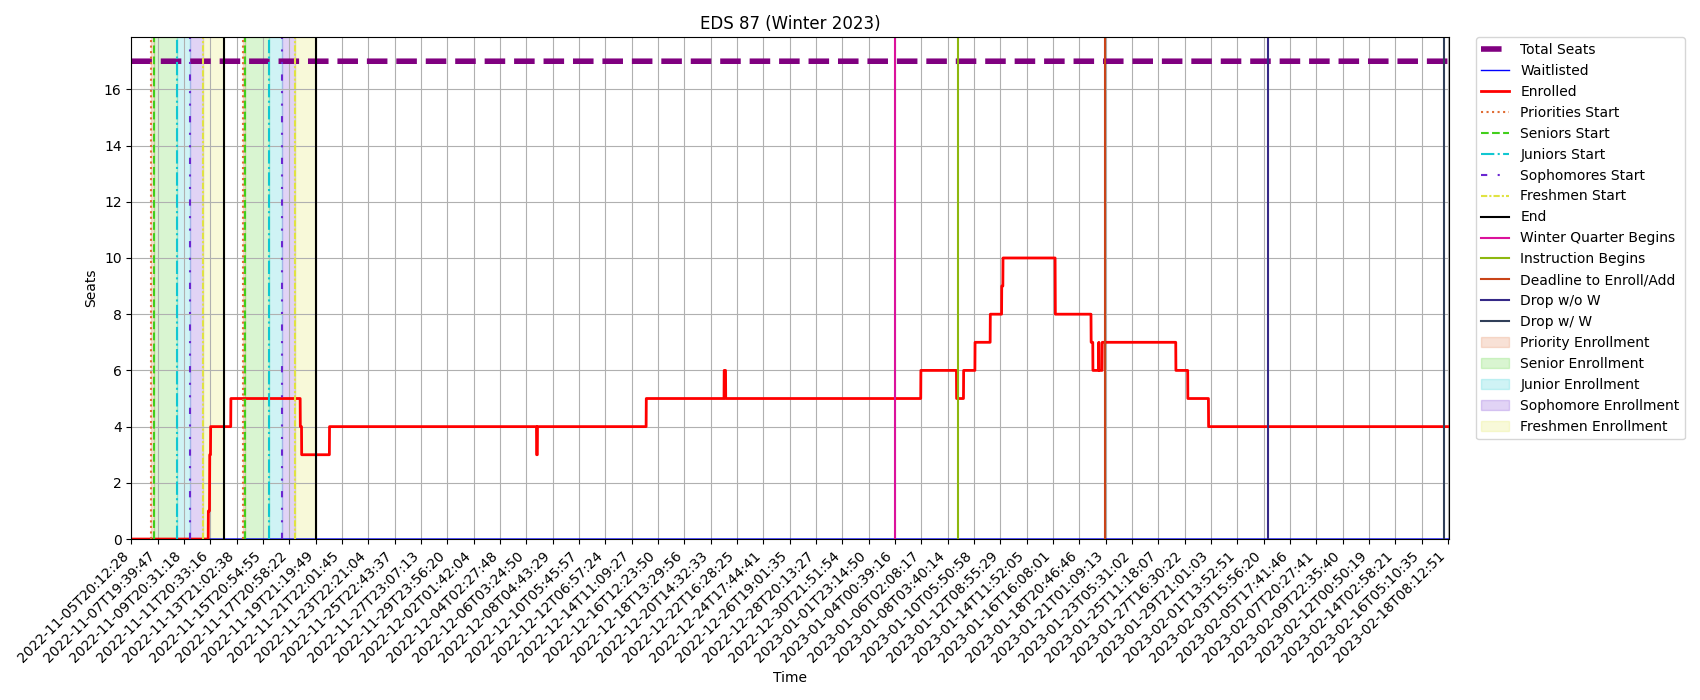 EDS 87 (Winter 2023)
Seats
16
14
12
10
8
6
4
2
0
2022-11-05T20:12:28
2022-11-07T19:39:47
2022-11-09T20:31:18
2022-11-11T20:33:16
2022-11-13T21:02:38
2022-11-15T20:54:55
2022-11-17T20:58:22
2022-11-19T21:19:49
2022-11-21T22:01:45
2022-11-23T22:21:04
2022-11-25T22:43:37
2022-11-27T23:07:13
2022-11-29T23:56:20
2022-12-02T01:42:04
2022-12-04T02:27:48
2022-12-06T03:24:50
2022-12-08T04:43:29
2022-12-10T05:45:57
2022-12-12T06:57:24
2022-12-14T11:09:27
2022-12-16T12:23:50
2022-12-18T13:29:56
2022-12-20T14:32:33
2022-12-22T16:28:25
2022-12-24T17:44:41
2022-12-26T19:01:35
2022-12-28T20:13:27
2022-12-30T21:51:54
2023-01-01T23:14:50
2023-01-04T00:39:16
2023-01-06T02:08:17
2023-01-08T03:40:14
2023-01-10T05:50:58
2023-01-12T08:55:29
2023-01-14T11:52:05
2023-01-16T16:08:01
2023-01-18T20:46:46
2023-01-21T01:09:13
2023-01-23T05:31:02
2023-01-25T11:18:07
2023-01-27T16:30:22
2023-01-29T21:01:03
2023-02-01T13:52:51
2023-02-03T15:56:20
2023-02-05T17:41:46
2023-02-07T20:27:41
2023-02-09T22:35:40
2023-02-12T00:50:19
2023-02-14T02:58:21
2023-02-16T05:10:35
2023-02-18T08:12:51
Time
Total Seats
Waitlisted
Enrolled
Priorities Start
Seniors Start
Juniors Start
Sophomores Start
Freshmen Start
End
Winter Quarter Begins
Instruction Begins
Deadline to Enroll/Add
Drop w/o W
Drop w/ W
Priority Enrollment
Senior Enrollment
Junior Enrollment
Sophomore Enrollment
Freshmen Enrollment